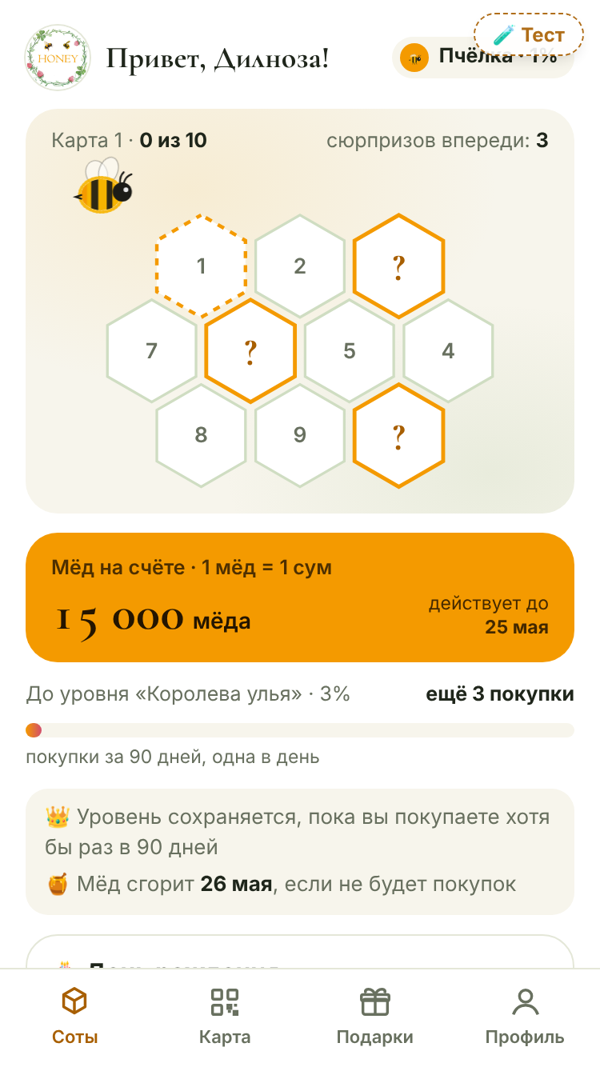 HONEY
Привет, Дилноза!
🧪 Тест
Пчёлка · 1%
Карта 1 · 0 из 10
сюрпризов впереди: 3
1
2
?
7
?
5
4
8
9
?
Мёд на счёте · 1 мёд = 1 сум
15 000 мёда
действует до
25 мая
До уровня «Королева улья» · 3%
ещё 3 покупки
покупки за 90 дней, одна в день
👑 Уровень сохраняется, пока вы покупаете хотя
бы раз в 90 дней
🍯 Мёд сгорит 26 мая, если не будет покупок
Соты
Карта
Подарки
Профиль